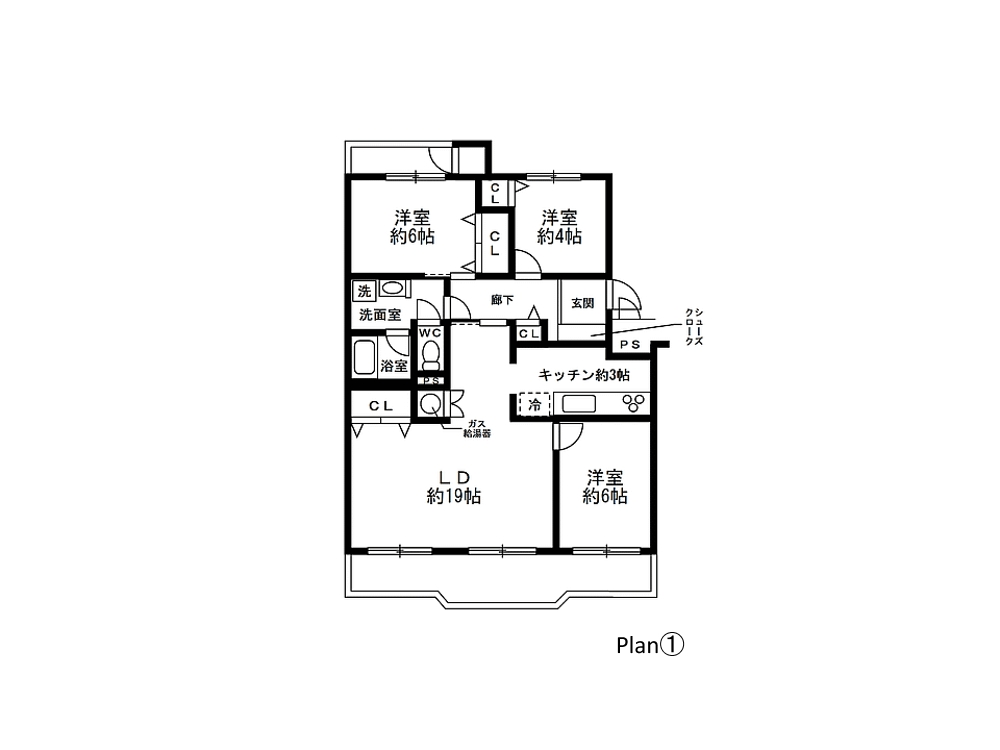 洋室
約6帖
CL
CL
洋室
約4帖
洗
洗面室
廊下
玄関
シューズ
クローク
WC
CL
PS
浴室
PS
キッチン約3帖
CL
冷
ガス
給湯器
LD
約19帖
洋室
約6帖
Plan①